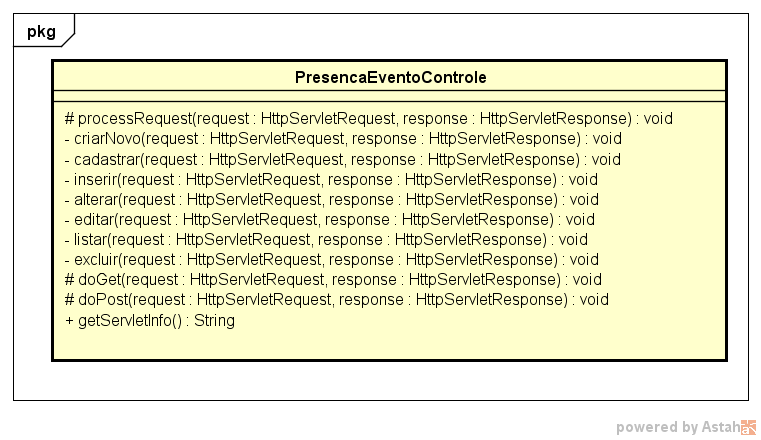 pkg
PresencaEventoControle
# processRequest(request : HttpServletRequest, response : HttpServletResponse) : void
- criarNovo(request : HttpServletRequest, response : HttpServletResponse) : void
- cadastrar(request : HttpServletRequest, response : HttpServletResponse) : void
- inserir(request : HttpServletRequest, response : HttpServletResponse) : void
- alterar(request : HttpServletRequest, response : HttpServletResponse) : void
- editar(request : HttpServletRequest, response : HttpServletResponse) : void
- listar(request : HttpServletRequest, response : HttpServletResponse) : void
- excluir(request : HttpServletRequest, response : HttpServletResponse) : void
# doGet(request : HttpServletRequest, response : HttpServletResponse) : void
# doPost(request : HttpServletRequest, response : HttpServletResponse) : void
+ getServletInfo() : String
powered by Astah